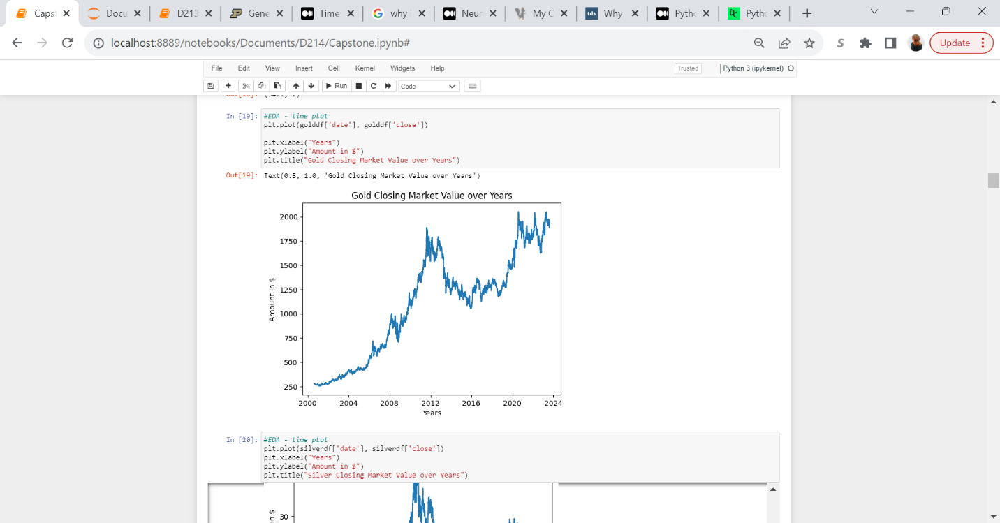 Caps
Docu
D213
Gene
Time
why i
Neur
My C
tds Why
Pytho
DC Pytho
localhost:8889/notebooks/Documents/D214/Capstone.ipynb#
S
Update
File Edit View Insert Cell Kernel Widgets Help
Trusted
Python 3 (ipykernel)
Run
Code
In [19]: #EDA - time plot
plt.plot(golddf['date'], golddf['close'])
plt.xlabel("Years")
plt.ylabel("Amount in $")
plt.title("Gold Closing Market Value over Years")
Out[19]: Text(0.5, 1.0, 'Gold Closing Market Value over Years')
Gold Closing Market Value over Years
2000
1750
1500
1250
1000
750
500
250
Amount in $
2000 2004 2008 2012 2016 2020 2024
Years
In [20]: #EDA - time plot
plt.plot(silverdf['date'], silverdf['close'])
plt.xlabel("Years")
plt.ylabel("Amount in $")
plt.title("Silver Closing Market Value over Years")
30
in $